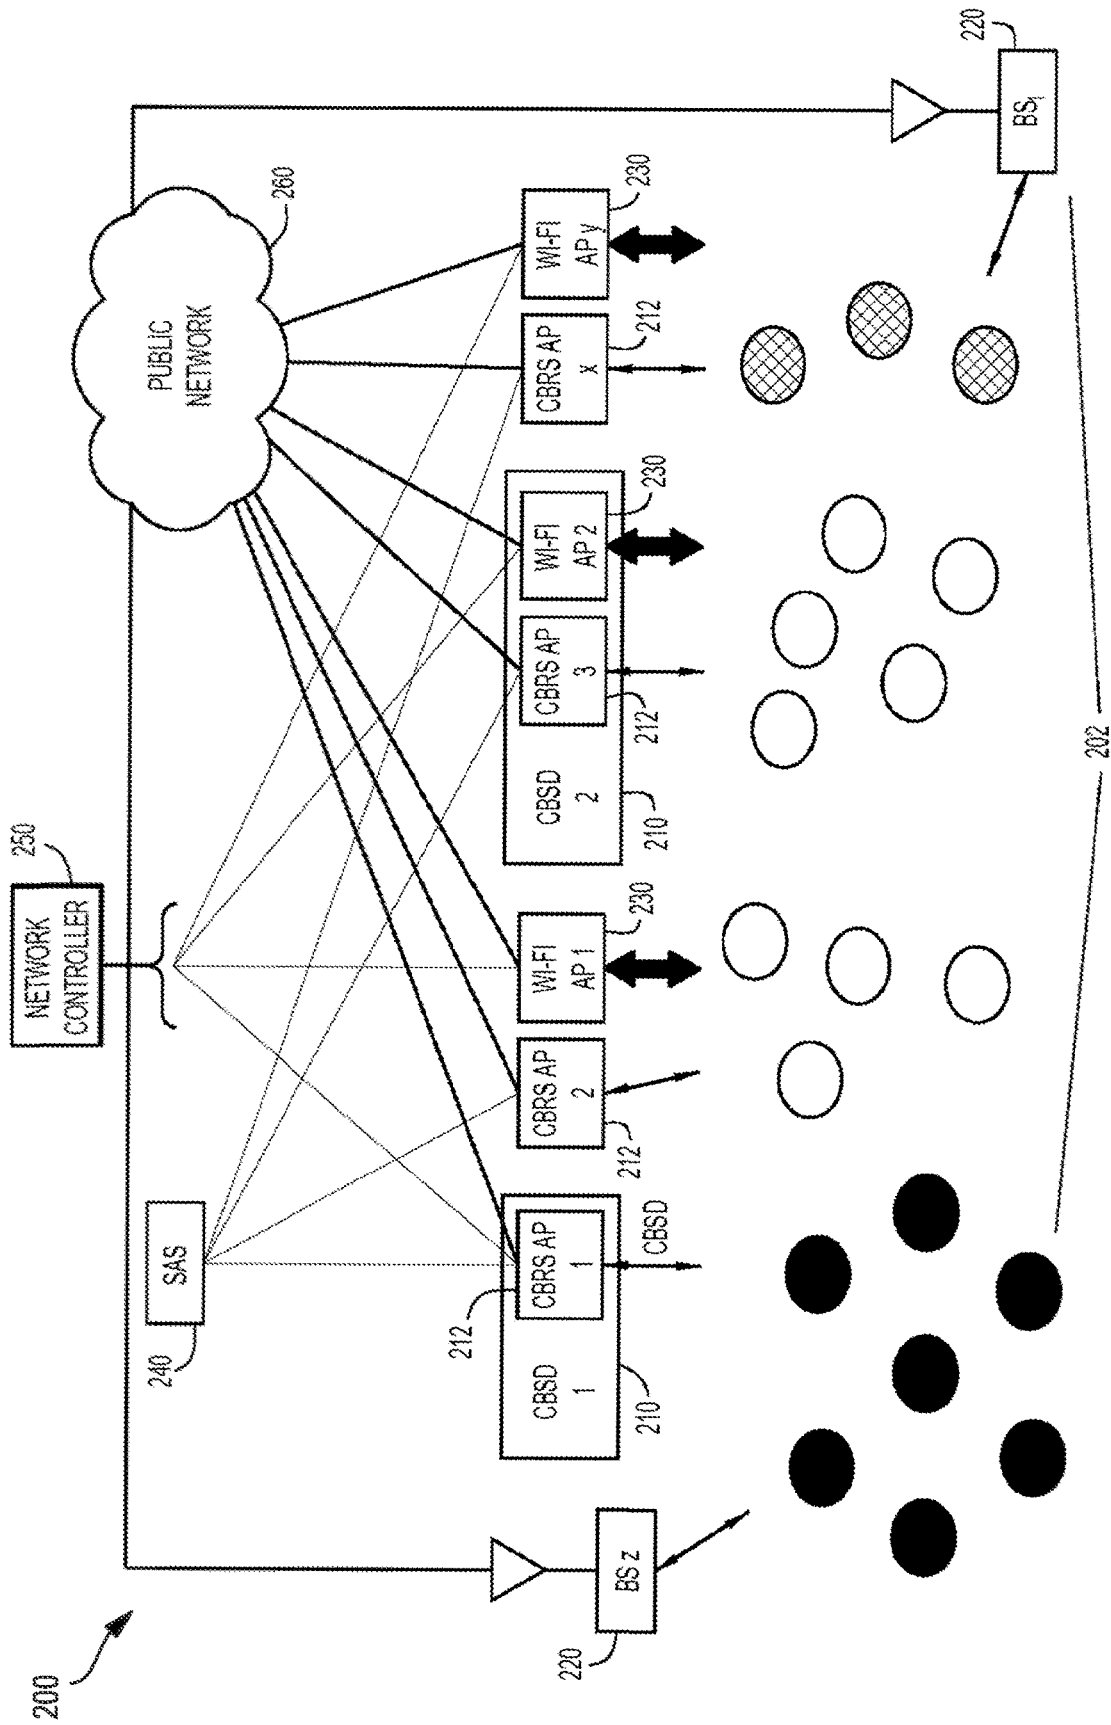 200
NETWORK
CONTROLLER
250
PUBLIC
NETWORK
260
SAS
240
BS z
220
CBSD
1
210
CBRS AP
1
212
CBSD
CBRS AP
2
212
WI-FI
AP 1
230
CBSD
2
210
CBRS AP
3
212
WI-FI
AP 2
230
CBRS AP
x
212
WI-FI
AP y
230
BS1
220
202